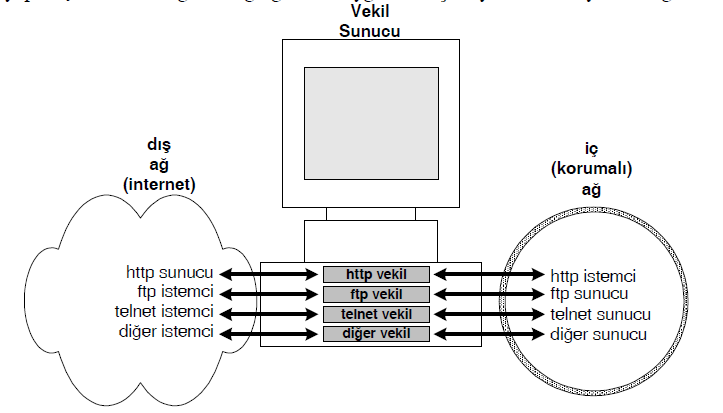 Vekil
Sunucu
dış
ağ
(internet)
iç
(korumalı)
ağ
http sunucu
http vekil
http istemci
ftp istemci
ftp vekil
ftp sunucu
telnet istemci
telnet vekil
telnet sunucu
diğer istemci
diğer vekil
diğer sunucu